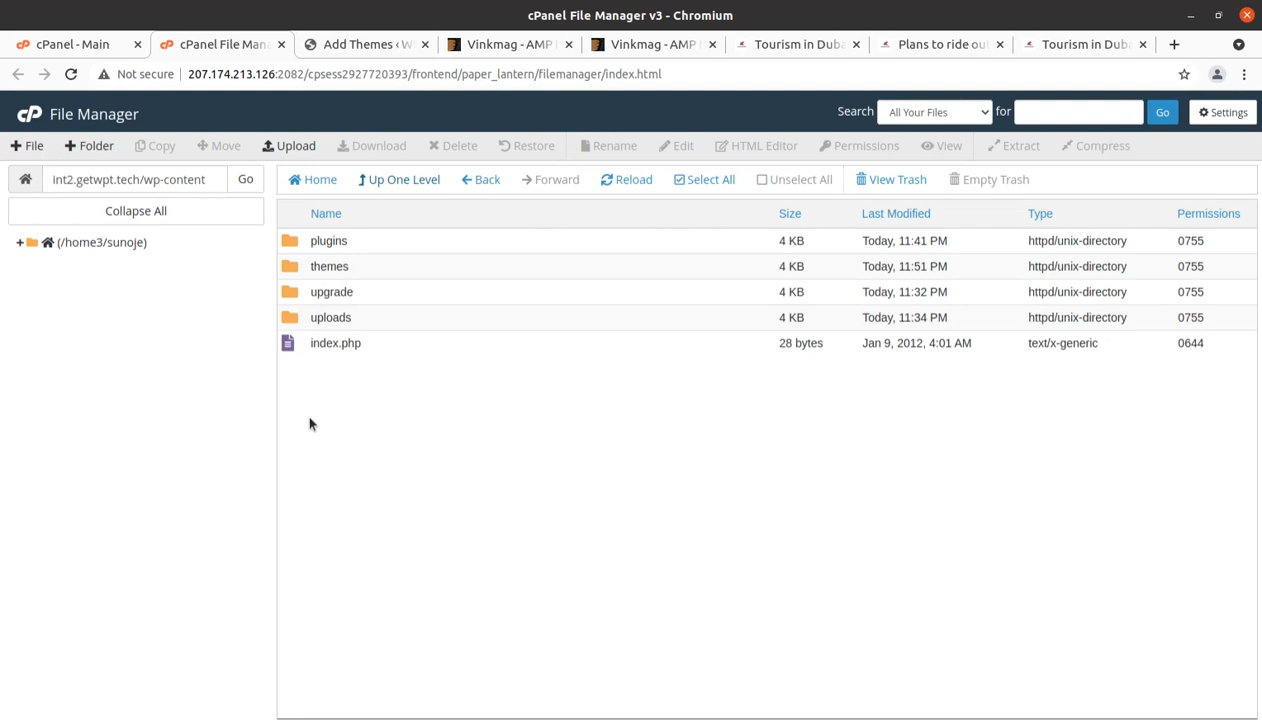 cPanel File Manager v3 - Chromium
cPanel - Main
cPanel File Man
Add Themes ‹ W
Vinkmag - AMP
Vinkmag - AMP
Tourism in Duba
Plans to ride ou
Tourism in Duba
Not secure
207.174.213.126:2082/cpsess2927720393/frontend/paper_lantern/filemanager/index.html
cP File Manager
Search
All Your Files
for
Go
Settings
File
Folder
Copy
Move
Upload
Download
Delete
Restore
Rename
Edit
HTML Editor
Permissions
View
Extract
Compress
int2.getwpt.tech/wp-content
Go
Home
Up One Level
Back
Forward
Reload
Select All
Unselect All
View Trash
Empty Trash
Collapse All
(/home3/sunoje)
Name Size Last Modified Type Permissions
plugins 4 KB Today, 11:41 PM httpd/unix-directory 0755
themes 4 KB Today, 11:51 PM httpd/unix-directory 0755
upgrade 4 KB Today, 11:32 PM httpd/unix-directory 0755
uploads 4 KB Today, 11:34 PM httpd/unix-directory 0755
index.php 28 bytes Jan 9, 2012, 4:01 AM text/x-generic 0644